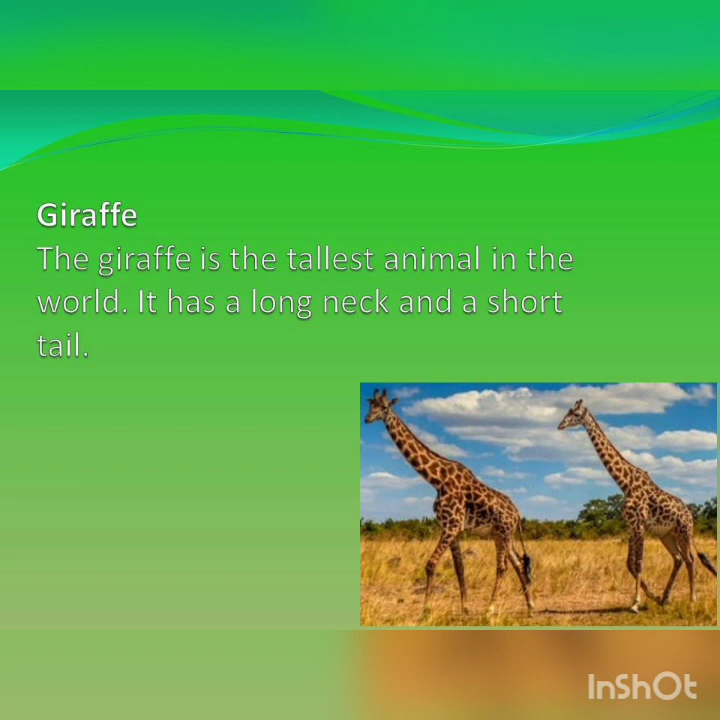 Giraffe
The giraffe is the tallest animal in the
world. It has a long neck and a short
tail.
InShOt